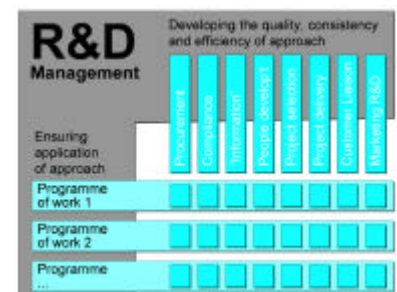 R&D
Management
Developing the quality, consistency
and efficiency of approach
Procurement
Compliance
"Information"
People develop't
Project selection
Project delivery
Customer Liaison
Marketing R&D
Ensuring
application
of approach
Programme
of work 1
Programme
of work 2
Programme
...